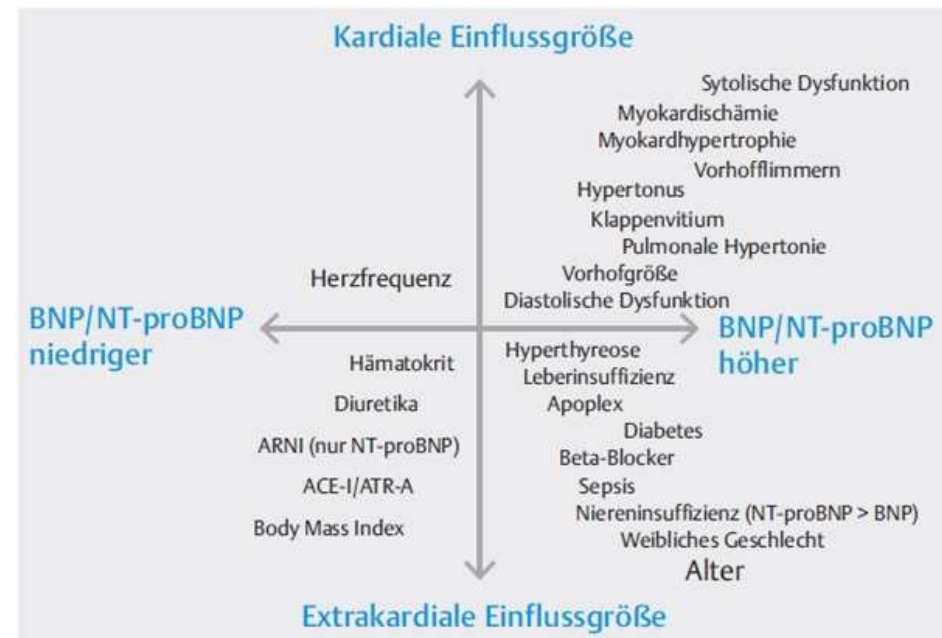 Kardiale Einflussgröße
Sytolische Dysfunktion
Myokardischämie
Myokardhypertrophie
Vorhofflimmern
Hypertonus
Klappenvitium
Pulmonale Hypertonie
Herzfrequenz
Vorhofgröße
Diastolische Dysfunktion
BNP/NT-proBNP
niedriger
BNP/NT-proBNP
höher
Hämatokrit
Diuretika
ARNI (nur NT-proBNP)
ACE-I/ATR-A
Body Mass Index
Hyperthyreose
Leberinsuffizienz
Apoplex
Diabetes
Beta-Blocker
Sepsis
Niereninsuffizienz (NT-proBNP > BNP)
Weibliches Geschlecht
Alter
Extrakardiale Einflussgröße